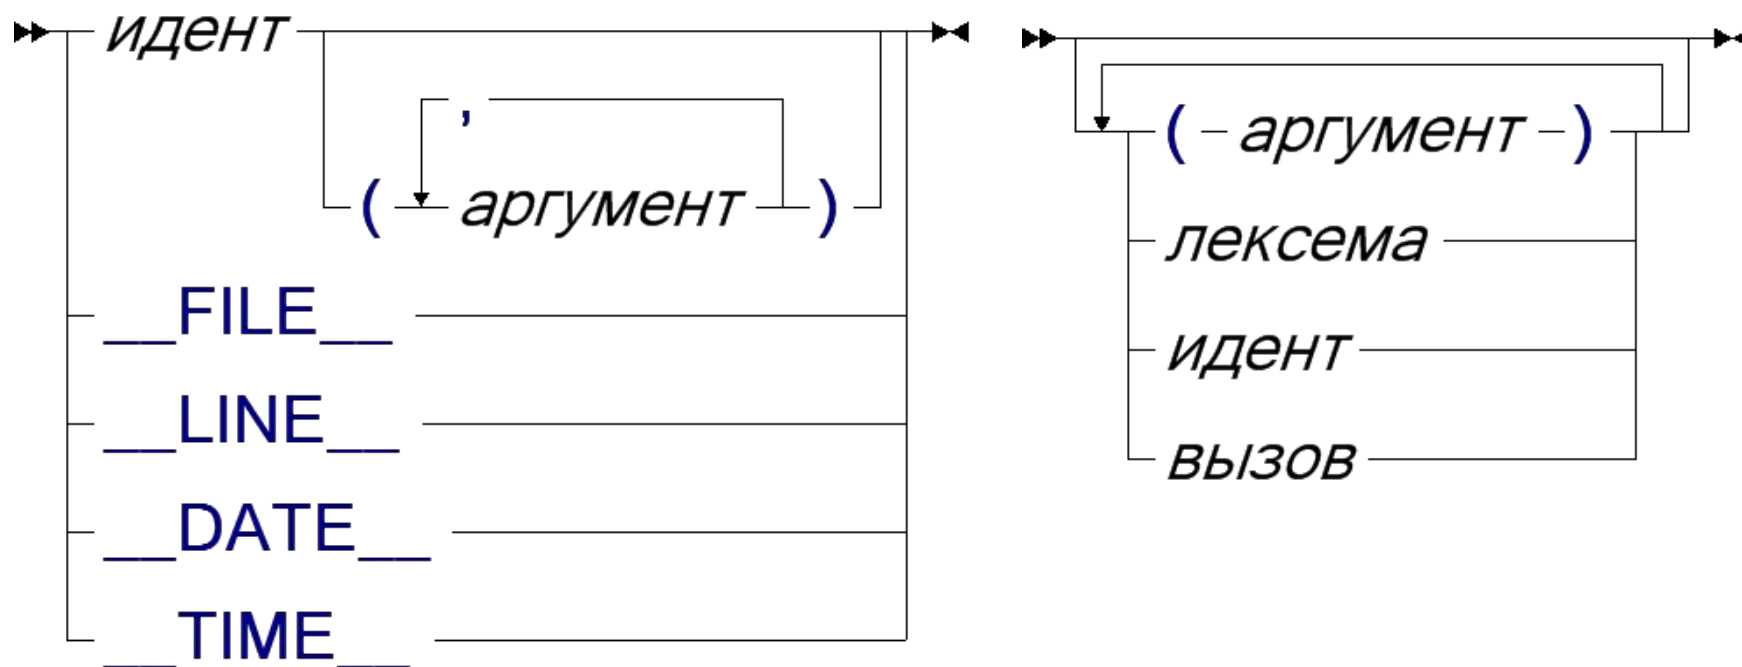 идент
,
( аргумент )
__FILE__
__LINE__
__DATE__
__TIME__
( аргумент )
лексема
идент
вызов